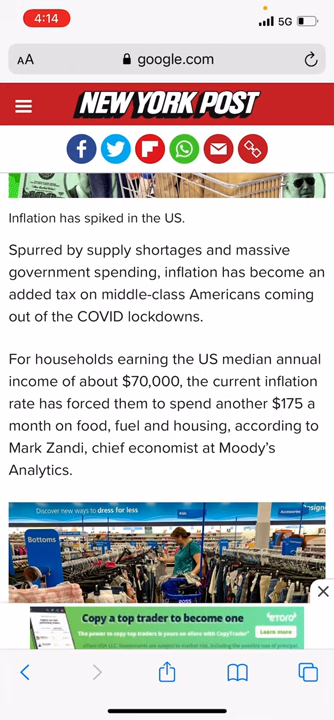 4:14
5G
AA
google.com
NEW YORK POST
Inflation has spiked in the US.
Spurred by supply shortages and massive
government spending, inflation has become an
added tax on middle-class Americans coming
out of the COVID lockdowns.
For households earning the US median annual
income of about $70,000, the current inflation
rate has forced them to spend another $175 a
month on food, fuel and housing, according to
Mark Zandi, chief economist at Moody's
Analytics.
Discover new ways to dress for less
Kids
Accessories
Bottoms
ROSS
Copy a top trader to become one
The power to copy top traders is yours on eToro with CopyTrader
eToro
Learn more